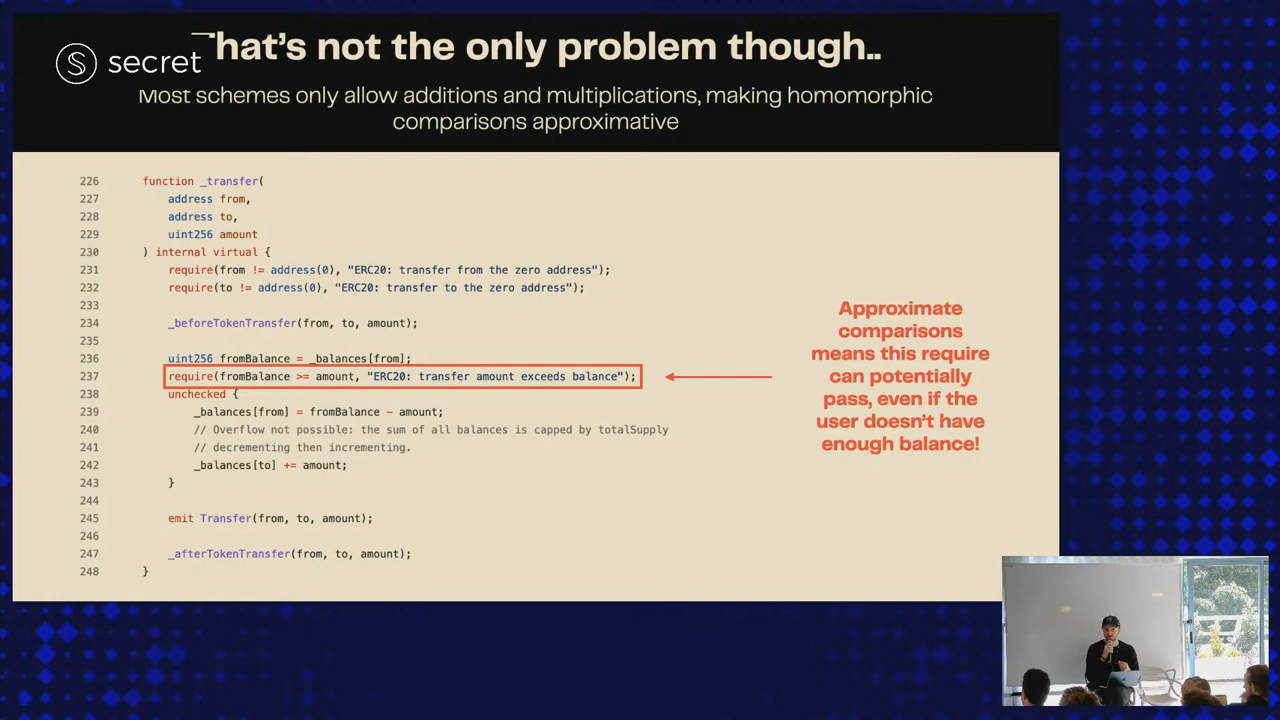 That's not the only problem though..
secret
Most schemes only allow additions and multiplications, making homomorphic
comparisons approximative
226 function _transfer(
227 address from,
228 address to,
229 uint256 amount
230 ) internal virtual {
231 require(from != address(0), "ERC20: transfer from the zero address");
232 require(to != address(0), "ERC20: transfer to the zero address");
233
234 _beforeTokenTransfer(from, to, amount);
235
236 uint256 fromBalance = _balances[from];
237 require(fromBalance >= amount, "ERC20: transfer amount exceeds balance");
238 unchecked {
239 _balances[from] = fromBalance - amount;
240 // Overflow not possible: the sum of all balances is capped by totalSupply
241 // decrementing then incrementing.
242 _balances[to] += amount;
243 }
244
245 emit Transfer(from, to, amount);
246
247 _afterTokenTransfer(from, to, amount);
248 }
Approximate
comparisons
means this require
can potentially
pass, even if the
user doesn't have
enough balance!